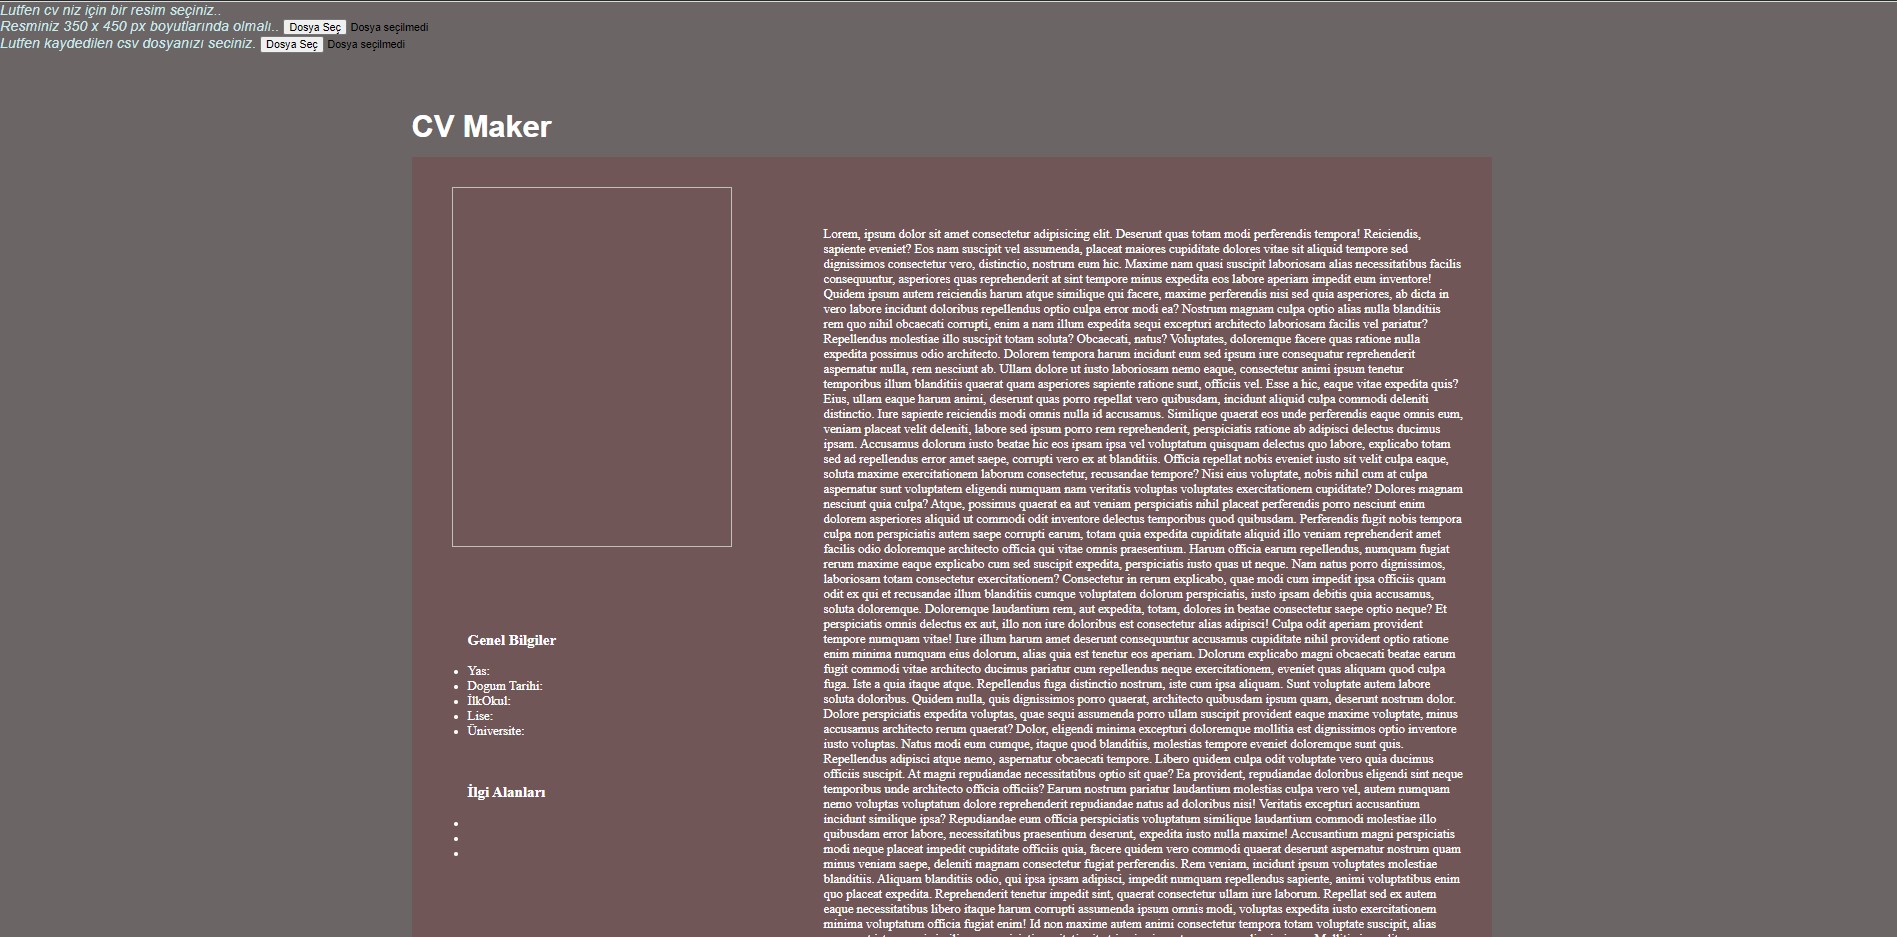 Lutfen cv niz için bir resim seçiniz..
Resminiz 350 x 450 px boyutlarında olmalı.. Dosya Seç Dosya seçilmedi
Lutfen kaydedilen csv dosyanızı seciniz. Dosya Seç Dosya seçilmedi
CV Maker
Genel Bilgiler
Yas:
Dogum Tarihi:
İlkOkul:
Lise:
Üniversite:
İlgi Alanları
Lorem, ipsum dolor sit amet consectetur adipisicing elit. Deserunt quas totam modi perferendis tempora! Reiciendis,
sapiente eveniet? Eos nam suscipit vel assumenda, placeat maiores cupiditate dolores vitae sit aliquid tempore sed
dignissimos consectetur vero, distinctio, nostrum eum hic. Maxime nam quasi suscipit laboriosam alias necessitatibus facilis
consequuntur, asperiores quas reprehenderit at sint tempore minus expedita eos labore aperiam impedit eum inventore!
Quidem ipsum autem reiciendis harum atque similique qui facere, maxime perferendis nisi sed quia asperiores, ab dicta in
vero labore incidunt doloribus repellendus optio culpa error modi ea? Nostrum magnam culpa optio alias nulla blanditiis
rem quo nihil obcaecati corrupti, enim a nam illum expedita sequi excepturi architecto laboriosam facilis vel pariatur?
Repellendus molestiae illo suscipit totam soluta? Obcaecati, natus? Voluptates, doloremque facere quas ratione nulla
expedita possimus odio architecto. Dolorem tempora harum incidunt eum sed ipsum iure consequatur reprehenderit
aspernatur nulla, rem nesciunt ab. Ullam dolore ut iusto laboriosam nemo eaque, consectetur animi ipsum tenetur
temporibus illum blanditiis quaerat quam asperiores sapiente ratione sunt, officiis vel. Esse a hic, eaque vitae expedita quis?
Eius, ullam eaque harum animi, deserunt quas porro repellat vero quibusdam, incidunt aliquid culpa commodi deleniti
distinctio. Iure sapiente reiciendis modi omnis nulla id accusamus. Similique quaerat eos unde perferendis eaque omnis eum,
veniam placeat velit deleniti, labore sed ipsum porro rem reprehenderit, perspiciatis ratione ab adipisci delectus ducimus
ipsam. Accusamus dolorum iusto beatae hic eos ipsam ipsa vel voluptatum quisquam delectus quo labore, explicabo totam
sed ad repellendus error amet saepe, corrupti vero ex at blanditiis. Officia repellat nobis eveniet iusto sit velit culpa eaque,
soluta maxime exercitationem laborum consectetur, recusandae tempore? Nisi eius voluptate, nobis nihil cum at culpa
aspernatur sunt voluptatem eligendi numquam nam veritatis voluptas voluptates exercitationem cupiditate? Dolores magnam
nesciunt quia culpa? Atque, possimus quaerat ea aut veniam perspiciatis nihil placeat perferendis porro nesciunt enim
dolorem asperiores aliquid ut commodi odit inventore delectus temporibus quod quibusdam. Perferendis fugit nobis tempora
culpa non perspiciatis autem saepe corrupti earum, totam quia expedita cupiditate aliquid illo veniam reprehenderit amet
facilis odio doloremque architecto officia qui vitae omnis praesentium. Harum officia earum repellendus, numquam fugiat
rerum maxime eaque explicabo cum sed suscipit expedita, perspiciatis iusto quas ut neque. Nam natus porro dignissimos,
laboriosam totam consectetur exercitationem? Consectetur in rerum explicabo, quae modi cum impedit ipsa officiis quam
odit ex qui et recusandae illum blanditiis cumque voluptatem dolorum perspiciatis, iusto ipsam debitis quia accusamus,
soluta doloremque. Doloremque laudantium rem, aut expedita, totam, dolores in beatae consectetur saepe optio neque? Et
perspiciatis omnis delectus ex aut, illo non iure doloribus est consectetur alias adipisci! Culpa odit aperiam provident
tempore numquam vitae! Iure illum harum amet deserunt consequuntur accusamus cupiditate nihil provident optio ratione
enim minima numquam eius dolorum, alias quia est tenetur eos aperiam. Dolorum explicabo magni obcaecati beatae earum
fugit commodi vitae architecto ducimus pariatur cum repellendus neque exercitationem, eveniet quas aliquam quod culpa
fuga. Iste a quia itaque atque. Repellendus fuga distinctio nostrum, iste cum ipsa aliquam. Sunt voluptate autem labore
soluta doloribus. Quidem nulla, quis dignissimos porro quaerat, architecto quibusdam ipsum quam, deserunt nostrum dolor.
Dolore perspiciatis expedita voluptas, quae sequi assumenda porro ullam suscipit provident eaque maxime voluptate, minus
accusamus architecto rerum quaerat? Dolor, eligendi minima excepturi doloremque mollitia est dignissimos optio inventore
iusto voluptas. Natus modi eum cumque, itaque quod blanditiis, molestias tempore eveniet doloremque sunt quis.
Repellendus adipisci atque nemo, aspernatur obcaecati tempore. Libero quidem culpa odit voluptate vero quia ducimus
officiis suscipit. At magni repudiandae necessitatibus optio sit quae? Ea provident, repudiandae doloribus eligendi sint neque
temporibus unde architecto officia officiis? Earum nostrum pariatur laudantium molestias culpa vero vel, autem numquam
nemo voluptas voluptatum dolore reprehenderit repudiandae natus ad doloribus nisi! Veritatis excepturi accusantium
incidunt similique ipsa? Repudiandae eum officia perspiciatis voluptatum similique laudantium commodi molestiae illo
quibusdam error labore, necessitatibus praesentium deserunt, expedita iusto nulla maxime! Accusantium magni perspiciatis
modi neque placeat impedit cupiditate officiis quia, facere quidem vero commodi quaerat deserunt aspernatur nostrum quam
minus veniam saepe, deleniti magnam consectetur fugiat perferendis. Rem veniam, incidunt ipsum voluptates molestiae
blanditiis. Aliquam blanditiis odio, qui ipsa ipsam adipisci, impedit numquam repellendus sapiente, animi voluptatibus enim
quo placeat expedita. Reprehenderit tenetur impedit sint, quaerat consectetur ullam iure laborum. Repellat sed ex autem
eaque necessitatibus libero itaque harum corrupti assumenda ipsum omnis modi, voluptas expedita iusto exercitationem
minima voluptatum officia fugiat enim! Id non maxime autem animi consectetur tempora totam voluptate suscipit, alias